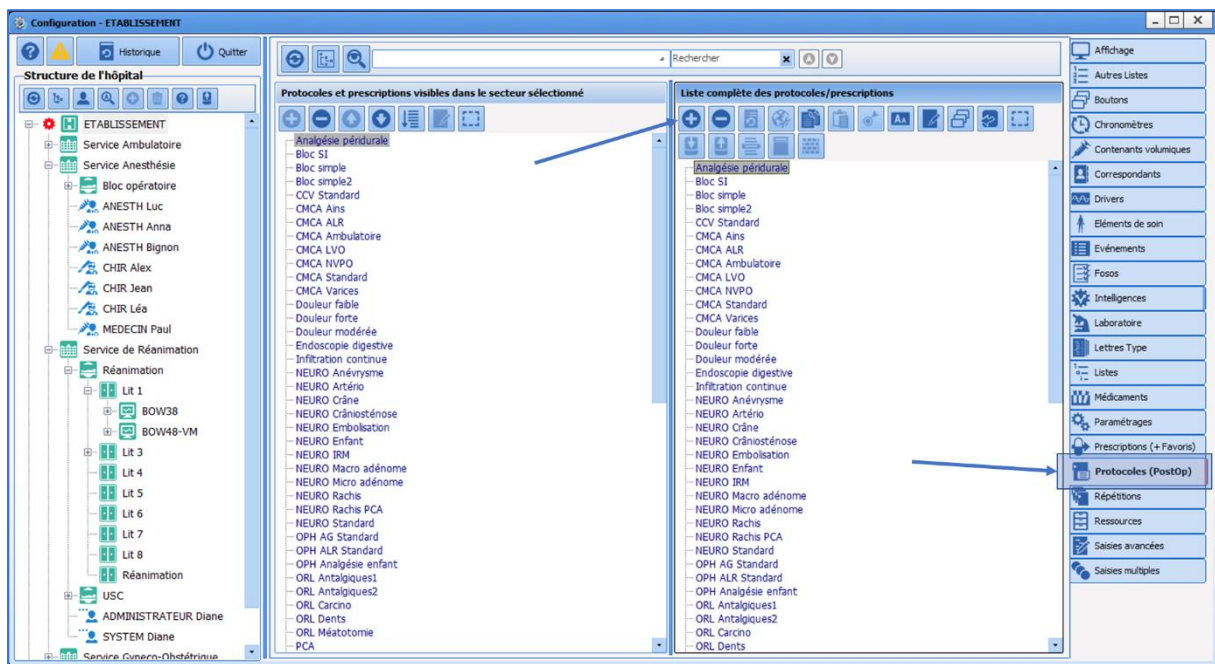 Configuration - ETABLISSEMENT
Historique
Quitter
Structure de l'hôpital
ETABLISSEMENT
Service Ambulatoire
Service Anesthésie
Bloc opératoire
ANESTH Luc
ANESTH Anna
ANESTH Bignon
CHIR Alex
CHIR Jean
CHIR Léa
MEDECIN Paul
Service de Réanimation
Réanimation
Lit 1
BOW38
BOW48-VM
Lit 3
Lit 4
Lit 5
Lit 6
Lit 7
Lit 8
Réanimation
USC
ADMINISTRATEUR Diane
SYSTEM Diane
Service Gyneco-Obstétrique
Rechercher
Protocoles et prescriptions visibles dans le secteur sélectionné
Analgésie péridurale
Bloc SI
Bloc simple
Bloc simple2
CCV Standard
CMCA Ains
CMCA ALR
CMCA Ambulatoire
CMCA LVO
CMCA NVPO
CMCA Standard
CMCA Varices
Douleur faible
Douleur forte
Douleur modérée
Endoscopie digestive
Infiltration continue
NEURO Anévrysme
NEURO Artério
NEURO Crâne
NEURO Crâniosténose
NEURO Embolisation
NEURO Enfant
NEURO IRM
NEURO Macro adénome
NEURO Micro adénome
NEURO Rachis
NEURO Rachis PCA
NEURO Standard
OPH AG Standard
OPH ALR Standard
OPH Analgésie enfant
ORL Antalgiques1
ORL Antalgiques2
ORL Carcino
ORL Dents
ORL Méatotomie
PCA
Liste complète des protocoles/prescriptions
Analgésie péridurale
Bloc SI
Bloc simple
Bloc simple2
CCV Standard
CMCA Ains
CMCA ALR
CMCA Ambulatoire
CMCA LVO
CMCA NVPO
CMCA Standard
CMCA Varices
Douleur faible
Douleur forte
Douleur modérée
Endoscopie digestive
Infiltration continue
NEURO Anévrysme
NEURO Artério
NEURO Crâne
NEURO Crâniosténose
NEURO Embolisation
NEURO Enfant
NEURO IRM
NEURO Macro adénome
NEURO Micro adénome
NEURO Rachis
NEURO Rachis PCA
NEURO Standard
OPH AG Standard
OPH ALR Standard
OPH Analgésie enfant
ORL Antalgiques1
ORL Antalgiques2
ORL Carcino
ORL Dents
Affichage
Autres Listes
Boutons
Chronomètres
Contenants volumiques
Correspondants
Drivers
Eléments de soin
Evénements
Fosos
Intelligences
Laboratoire
Lettres Type
Listes
Médicaments
Paramétrages
Prescriptions (+ Favoris)
Protocoles (PostOp)
Répétitions
Ressources
Saisies avancées
Saisies multiples